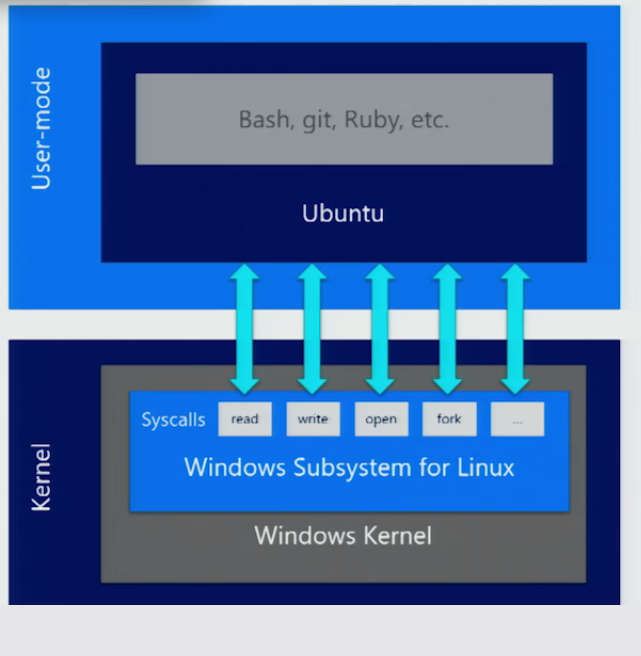 User-mode
Bash, git, Ruby, etc.
Ubuntu
Kernel
Syscalls read write open fork ...
Windows Subsystem for Linux
Windows Kernel